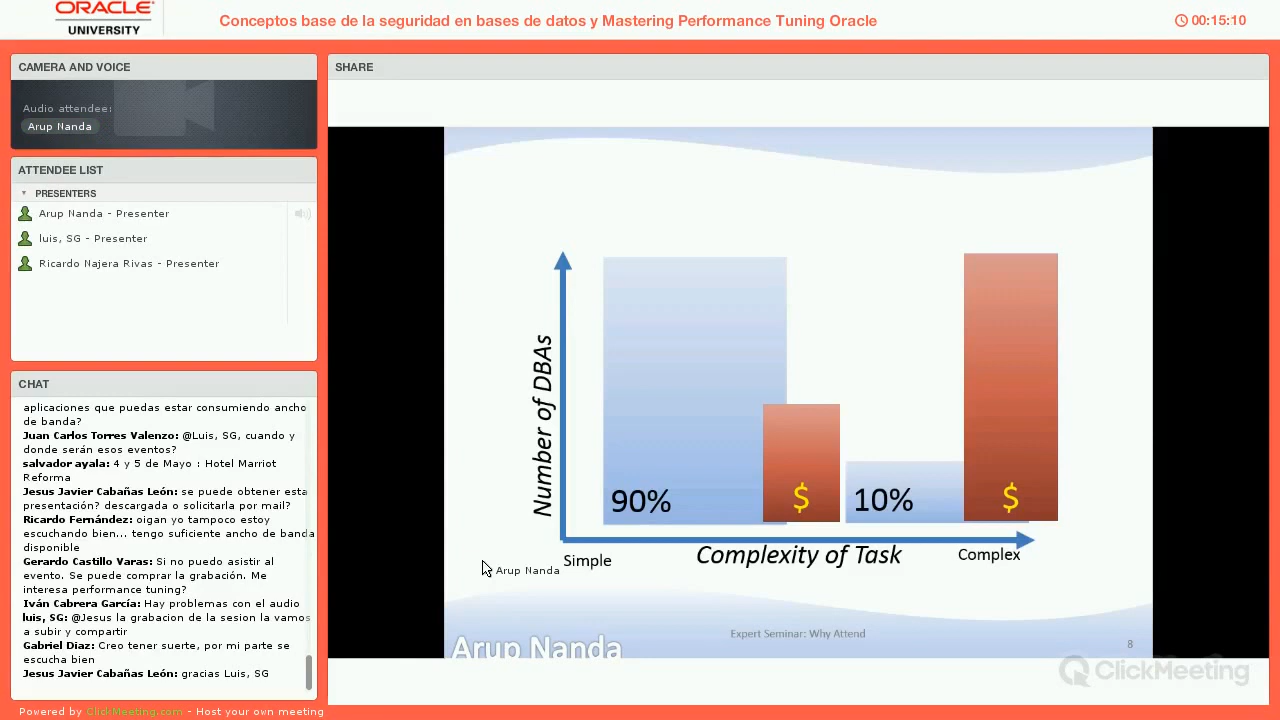 ORACLE
UNIVERSITY
Conceptos base de la seguridad en bases de datos y Mastering Performance Tuning Oracle
00:15:10
CAMERA AND VOICE
Audio attendee:
Arup Nanda
ATTENDEE LIST
PRESENTERS
Arup Nanda - Presenter
luis, SG - Presenter
Ricardo Najera Rivas - Presenter
CHAT
aplicaciones que puedas estar consumiendo ancho
de banda?
Juan Carlos Torres Valenzo: @Luis, SG, cuando y
donde serán esos eventos?
salvador ayala: 4 y 5 de Mayo : Hotel Marriot
Reforma
Jesus Javier Cabañas León: se puede obtener esta
presentación? descargada o solicitarla por mail?
Ricardo Fernández: oigan yo tampoco estoy
escuchando bien... tengo suficiente ancho de banda
disponible
Gerardo Castillo Varas: Si no puedo asistir al
evento. Se puede comprar la grabación. Me
interesa performance tuning?
Iván Cabrera García: Hay problemas con el audio
luis, SG: @Jesus la grabacion de la sesion la vamos
a subir y compartir
Gabriel Diaz: Creo tener suerte, por mi parte se
escucha bien
Jesus Javier Cabañas León: gracias Luis, SG
Powered by ClickMeeting.com - Host your own meeting
SHARE
Number of DBAs
90%
$
10%
$
Simple
Complexity of Task
Complex
Arup Nanda
Expert Seminar: Why Attend
8
Arup Nanda
ClickMeeting